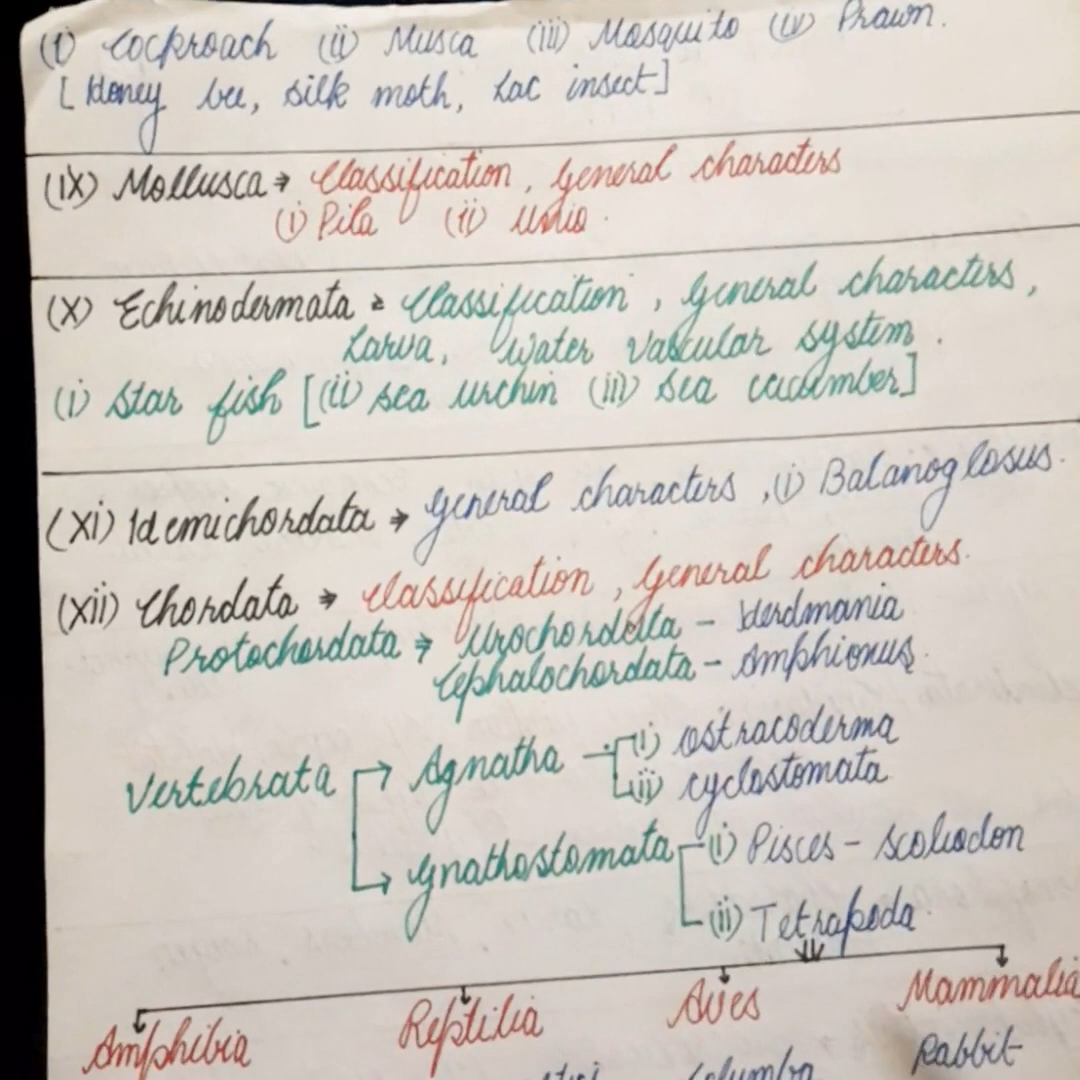 (i) Cockroach (ii) Musca (iii) Mosquito (iv) Prawn.
[Honey bee, silk moth, Lac insect]
(ix) Mollusca → Classification, General characters
(i) Pila (ii) Unio.
(x) Echinodermata → Classification, General characters,
Larva, Water Vascular system.
(i) Star fish [(ii) sea urchin (iii) sea cucumber]
(xi) Hemichordata → General characters, (i) Balanoglosus.
(xii) Chordata → Classification, General characters.
Protochordata → Urochordata - Herdmania
Cephalochordata - Amphioxus.
Vertebrata → Agnatha - (i) Ostracoderma
(ii) Cyclostomata
→ Gnathostomata (i) Pisces - Scoliodon
(ii) Tetrapoda
Amphibia Reptilia Aves Mammalia
Columba Rabbit